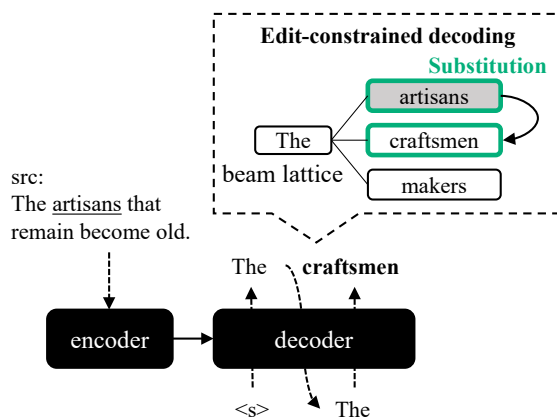 Edit-constrained decoding
Substitution
artisans
The
craftsmen
beam lattice
makers
src:
The artisans that
remain become old.
The
craftsmen
encoder
decoder
<s>
The